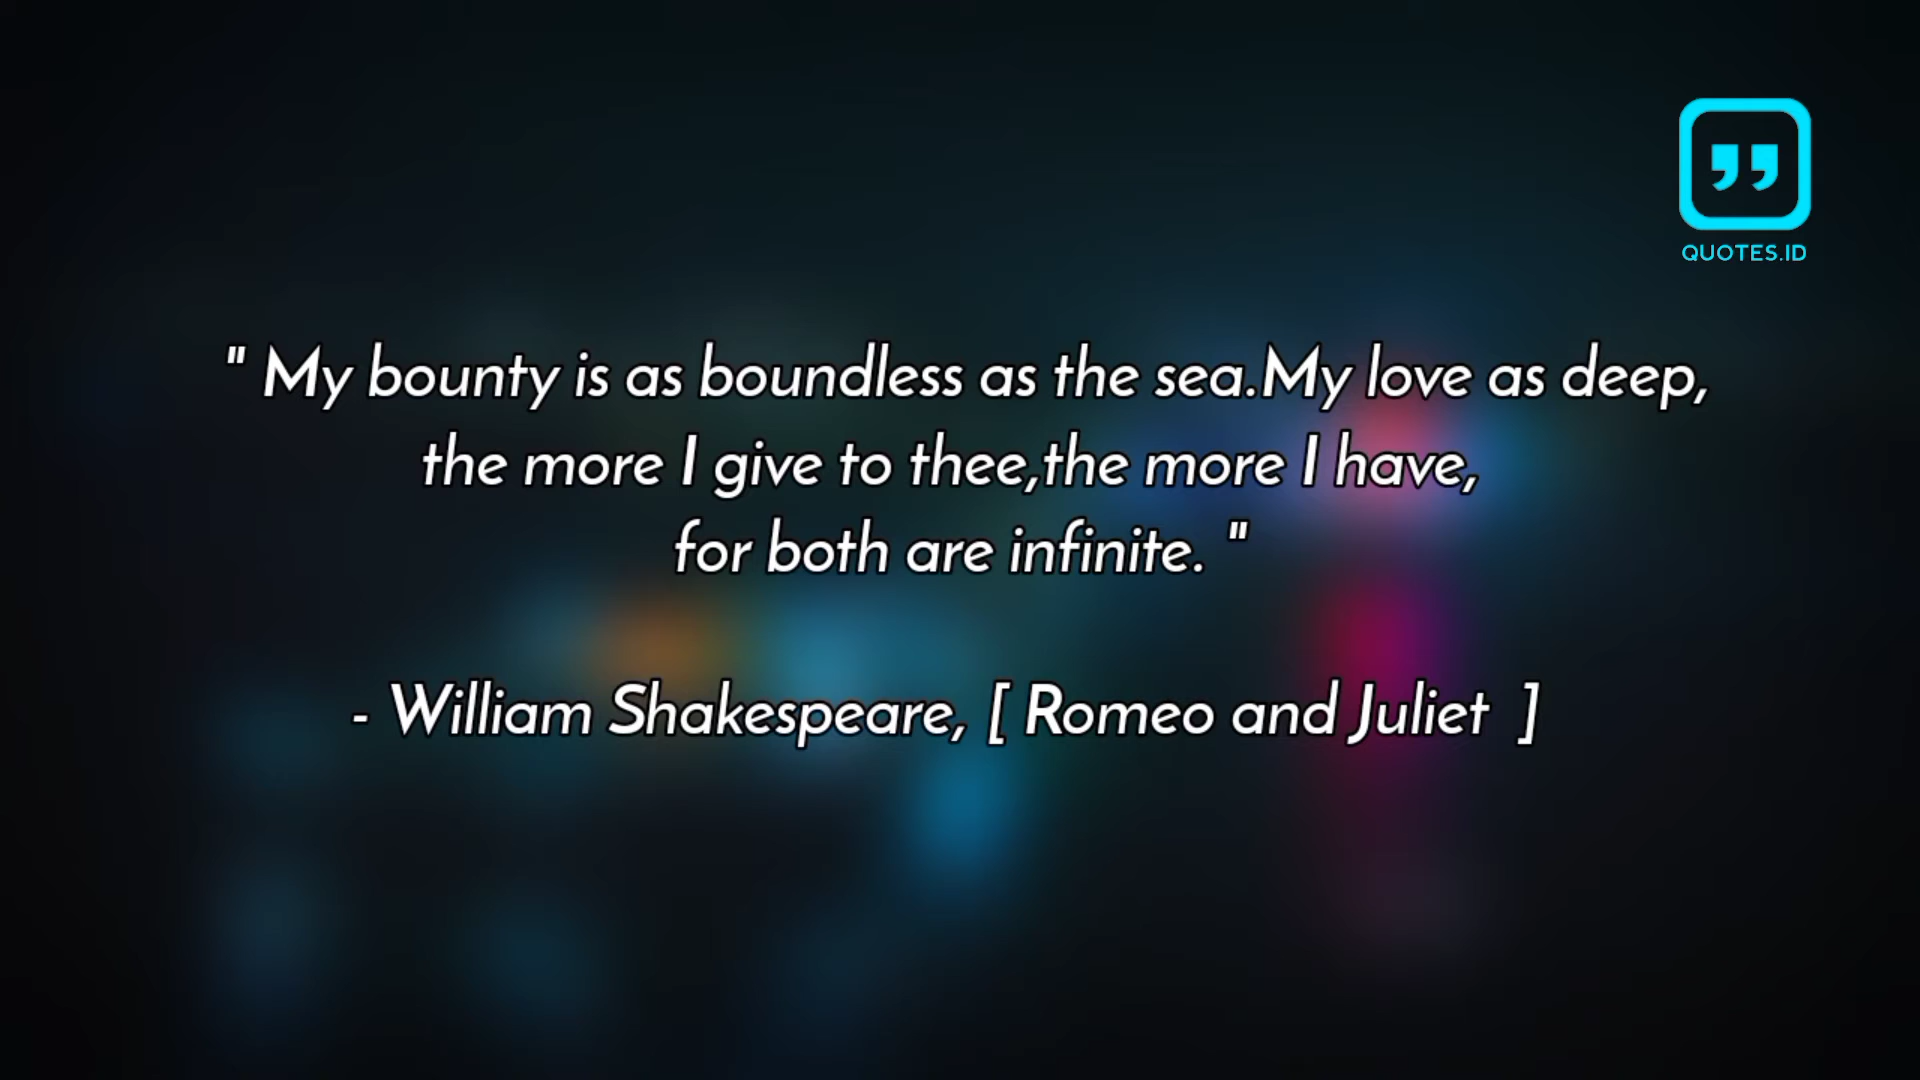 QUOTES.ID
" My bounty is as boundless as the sea.My love as deep,
the more I give to thee,the more I have,
for both are infinite. "
- William Shakespeare, [ Romeo and Juliet  ]